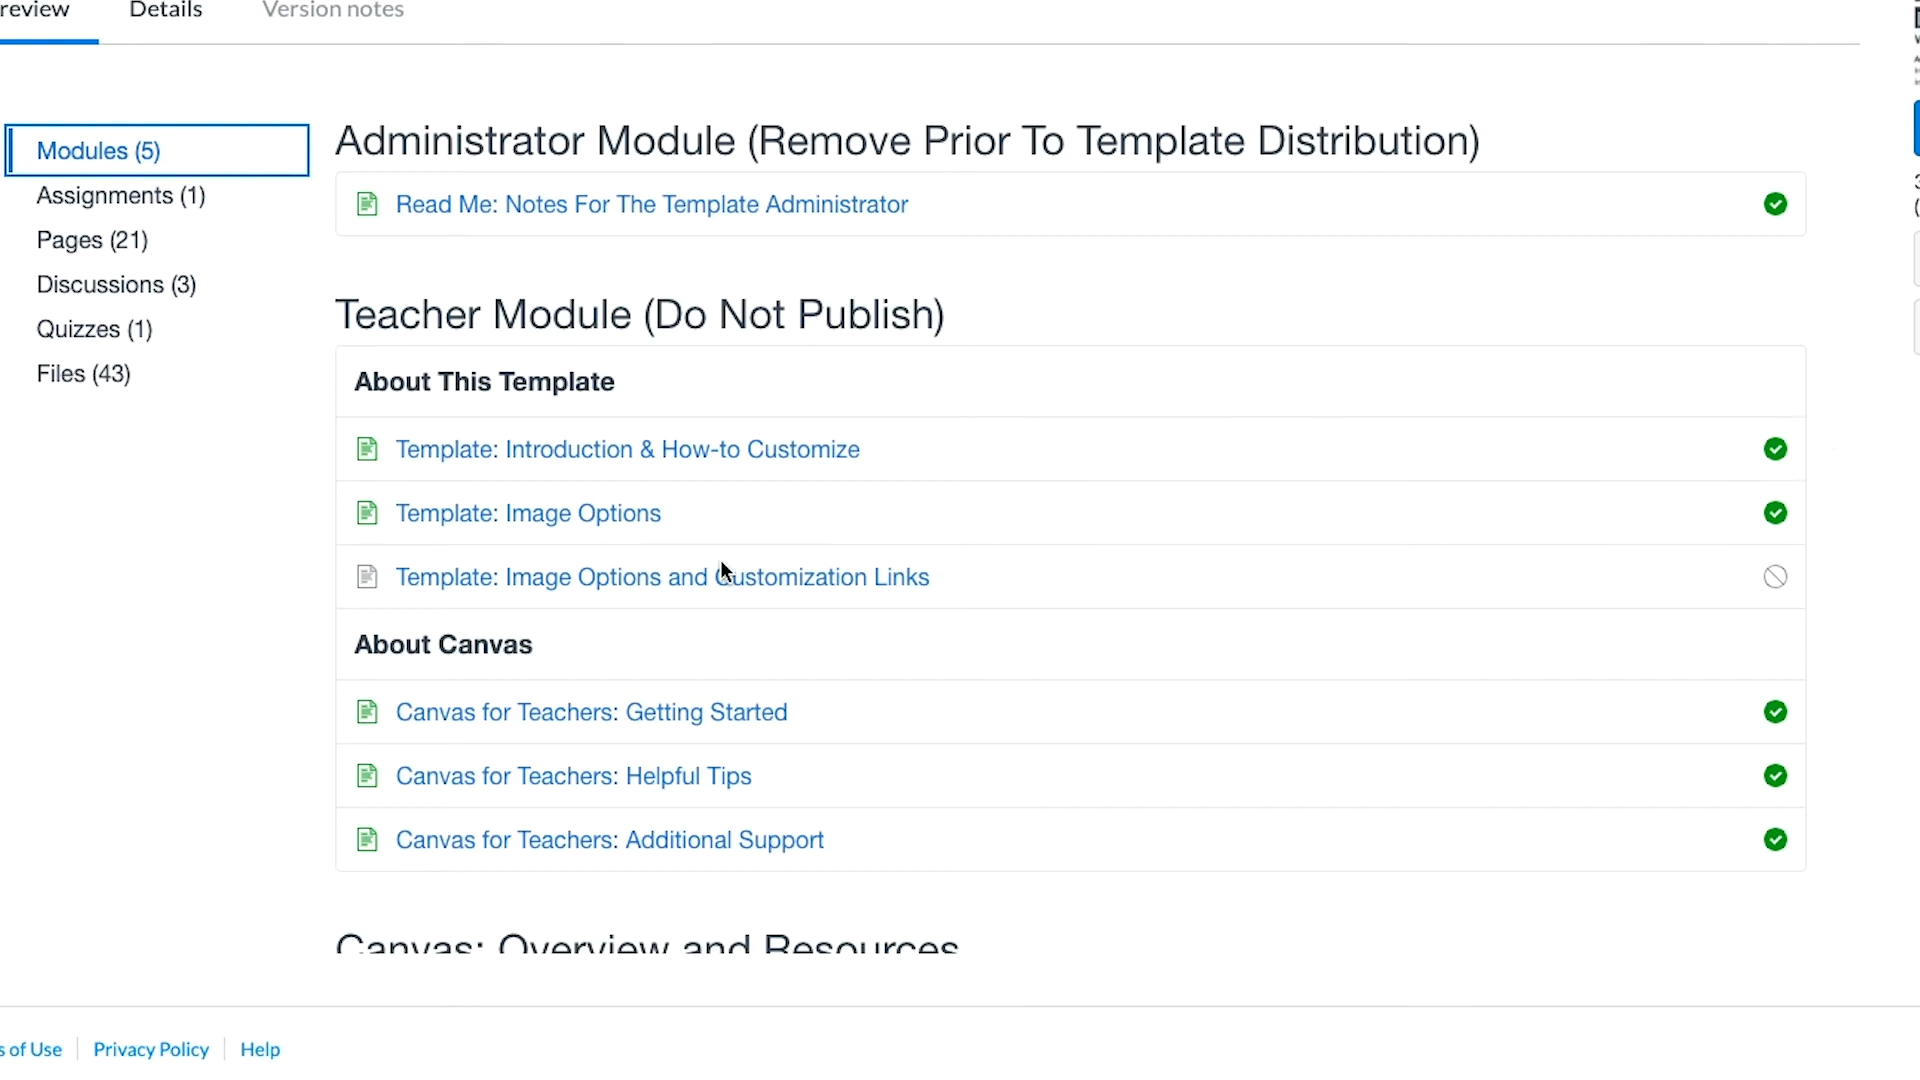 review Details Version notes
Modules (5)
Assignments (1)
Pages (21)
Discussions (3)
Quizzes (1)
Files (43)
Administrator Module (Remove Prior To Template Distribution)
Read Me: Notes For The Template Administrator
Teacher Module (Do Not Publish)
About This Template
Template: Introduction & How-to Customize
Template: Image Options
Template: Image Options and Customization Links
About Canvas
Canvas for Teachers: Getting Started
Canvas for Teachers: Helpful Tips
Canvas for Teachers: Additional Support
Canvas: Overview and Resources
s of Use Privacy Policy Help